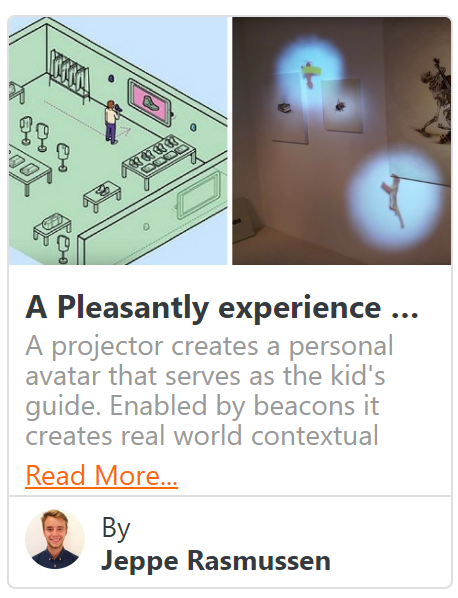 A Pleasantly experience ...
A projector creates a personal
avatar that serves as the kid's
guide. Enabled by beacons it
creates real world contextual
Read More...
By
Jeppe Rasmussen